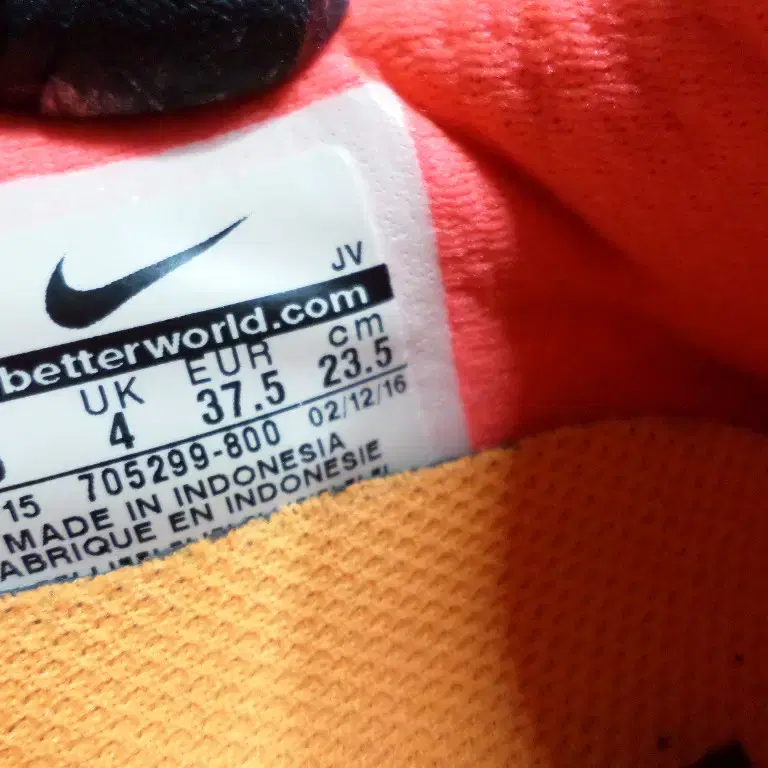 JV
betterworld.com
UK EUR cm
4 37.5 23.5
15 705299-800 02/12/16
MADE IN INDONESIA
FABRIQUE EN INDONESIE